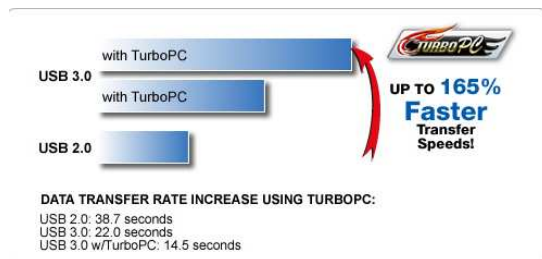 with TurboPC
USB 3.0
with TurboPC
USB 2.0
TURBO PC
UP TO 165%
Faster
Transfer
Speeds!
DATA TRANSFER RATE INCREASE USING TURBOPC:
USB 2.0: 38.7 seconds
USB 3.0: 22.0 seconds
USB 3.0 w/TurboPC: 14.5 seconds